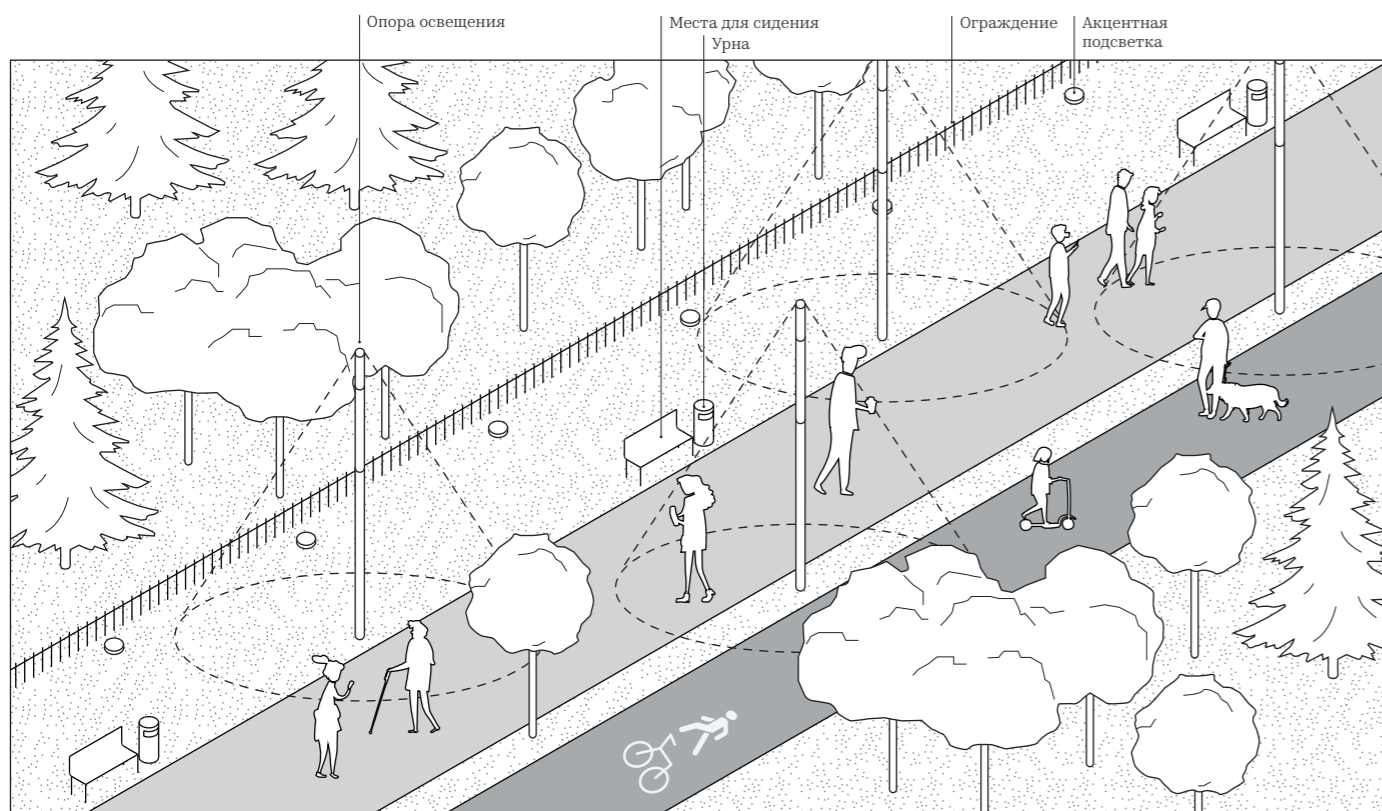 Опора освещения
Места для сидения
Урна
Ограждение
Акцентная
подсветка